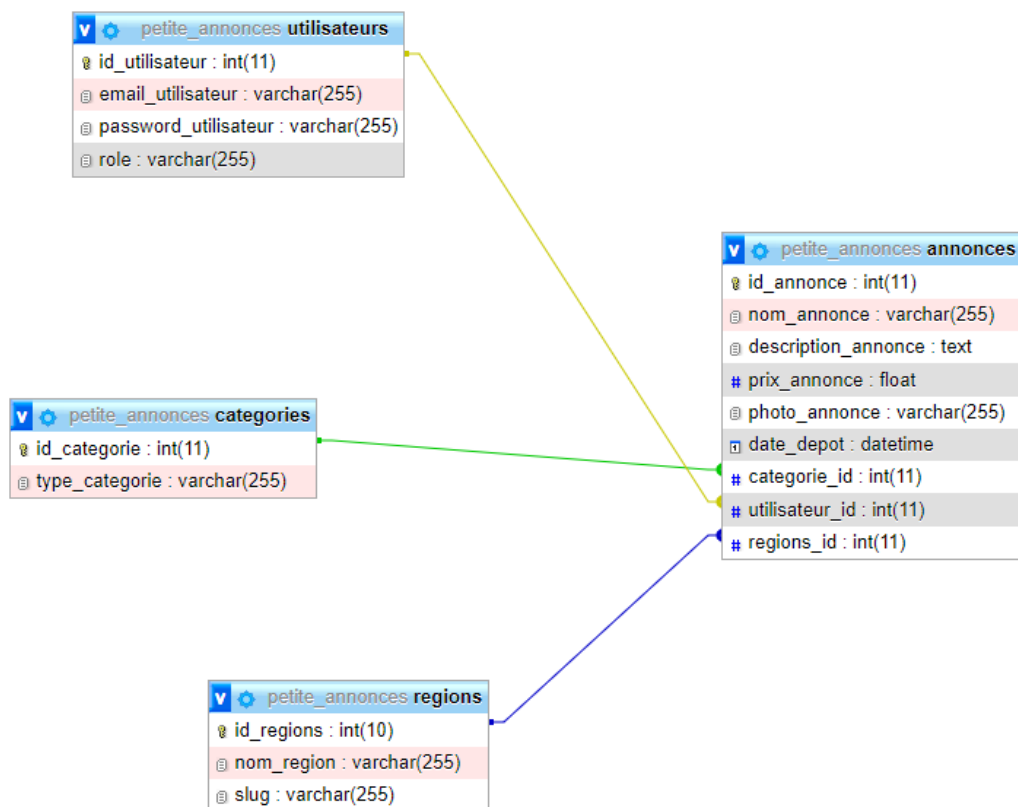 petite_annonces utilisateurs
id_utilisateur : int(11)
email_utilisateur : varchar(255)
password_utilisateur : varchar(255)
role : varchar(255)
petite_annonces annonces
id_annonce : int(11)
nom_annonce : varchar(255)
description_annonce : text
# prix_annonce : float
photo_annonce : varchar(255)
date_depot : datetime
# categorie_id : int(11)
# utilisateur_id : int(11)
# regions_id : int(11)
petite_annonces categories
id_categorie : int(11)
type_categorie : varchar(255)
petite_annonces regions
id_regions : int(10)
nom_region : varchar(255)
slug : varchar(255)